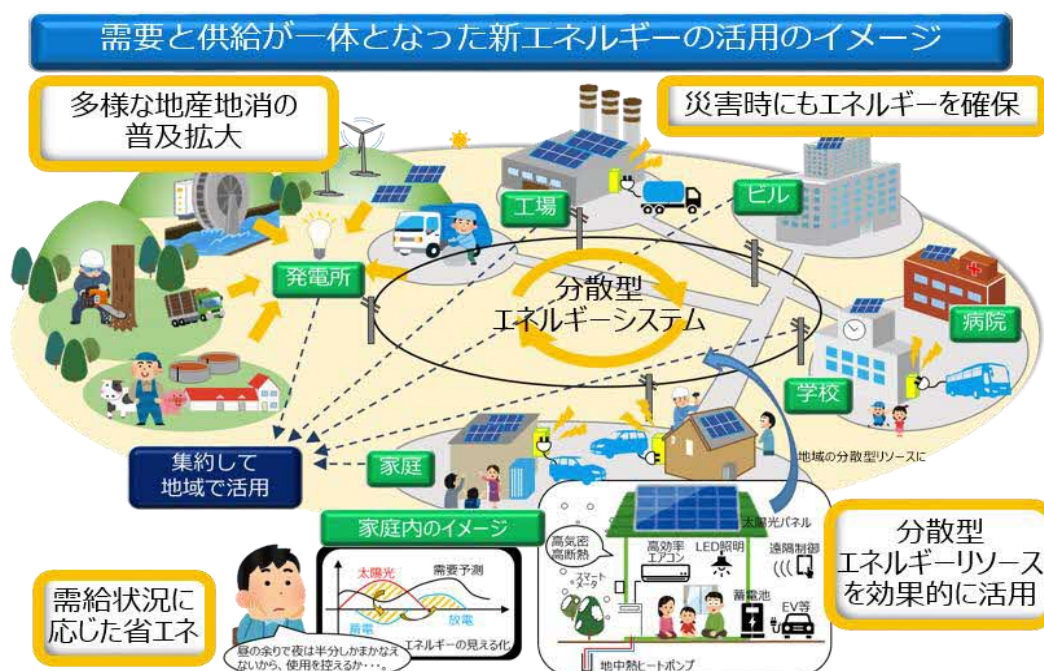 需要と供給が一体となった新エネルギーの活用のイメージ
多様な地産地消の
普及拡大
災害時にもエネルギーを確保
工場
ビル
発電所
分散型
エネルギーシステム
病院
学校
家庭
集約して
地域で活用
地域の分散型リソースに
家庭内のイメージ
太陽光
需要予測
蓄電
放電
エネルギーの見える化
高気密
高断熱
スマート
メータ
高効率
エアコン
LED照明
太陽光パネル
遠隔制御
蓄電池
EV等
地中熱ヒートポンプ
分散型
エネルギーリソース
を効果的に活用
需給状況に
応じた省エネ
昼の余りで夜は半分しかまかなえ
ないから、使用を控えるか・・・。